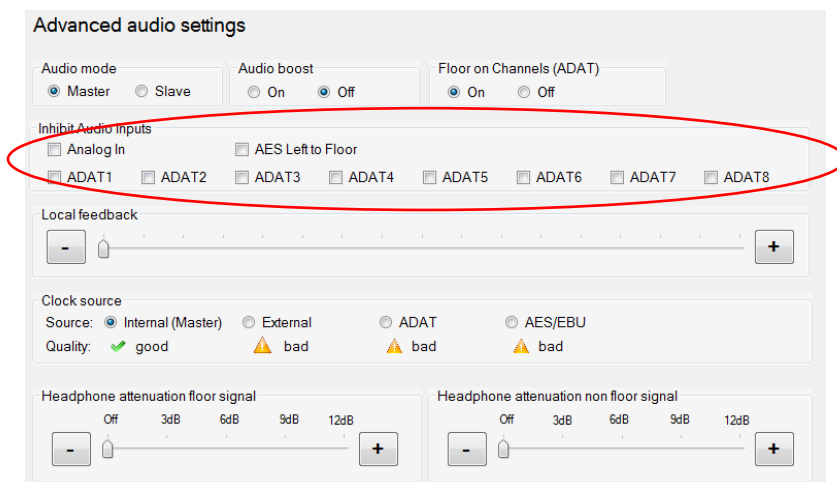 Advanced audio settings
Audio mode Audio boost Floor on Channels (ADAT)
Master Slave On Off On Off
Inhibit Audio inputs
Analog In AES Left to Floor
ADAT1 ADAT2 ADAT3 ADAT4 ADAT5 ADAT6 ADAT7 ADAT8
Local feedback
- +
Clock source
Source: Internal (Master) External ADAT AES/EBU
Quality: good bad bad bad
Headphone attenuation floor signal Headphone attenuation non floor signal
Off 3dB 6dB 9dB 12dB Off 3dB 6dB 9dB 12dB
- + - +